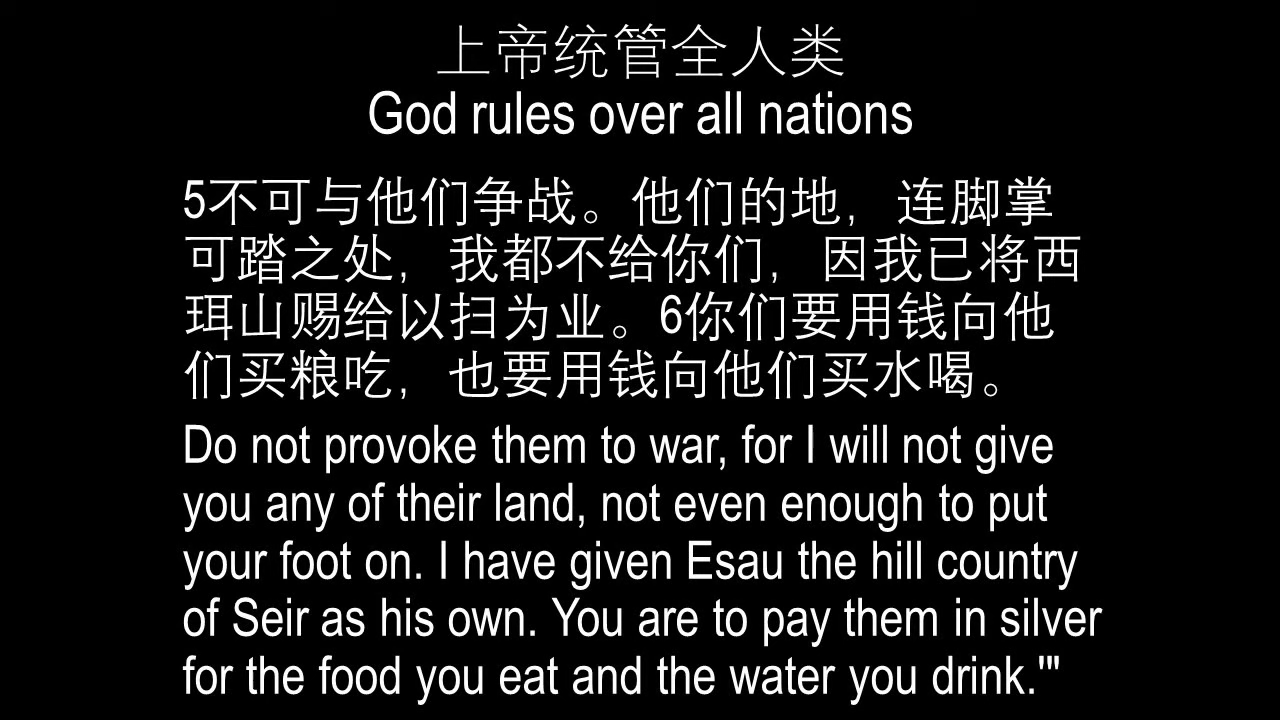 上帝统管全人类
God rules over all nations
5不可与他们争战。他们的地，连脚掌
可踏之处，我都不给你们，因我已将西
珥山赐给以扫为业。6你们要用钱向他
们买粮吃，也要用钱向他们买水喝。
Do not provoke them to war, for I will not give
you any of their land, not even enough to put
your foot on. I have given Esau the hill country
of Seir as his own. You are to pay them in silver
for the food you eat and the water you drink.'"